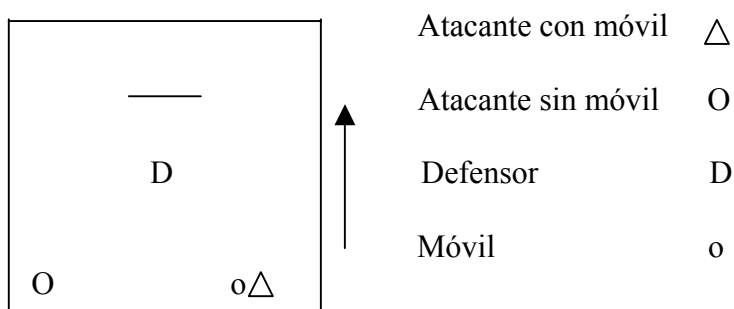 Atacante con móvil △
Atacante sin móvil O
D
Defensor D
Móvil o
O o△